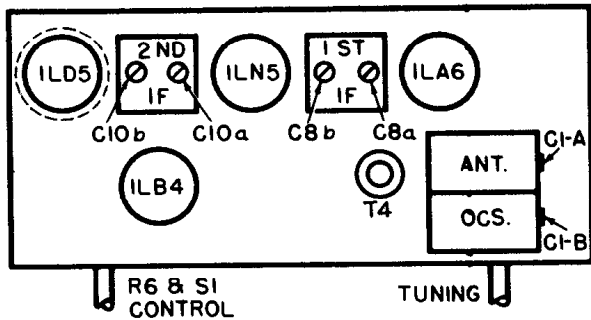 2ND
1ST
1LD5
1LN5
1LA6
IF
IF
C10b
C10a
C8b
C8a
C1-A
ANT.
1LB4
T4
OCS.
C1-B
R6 & S1
CONTROL
TUNING